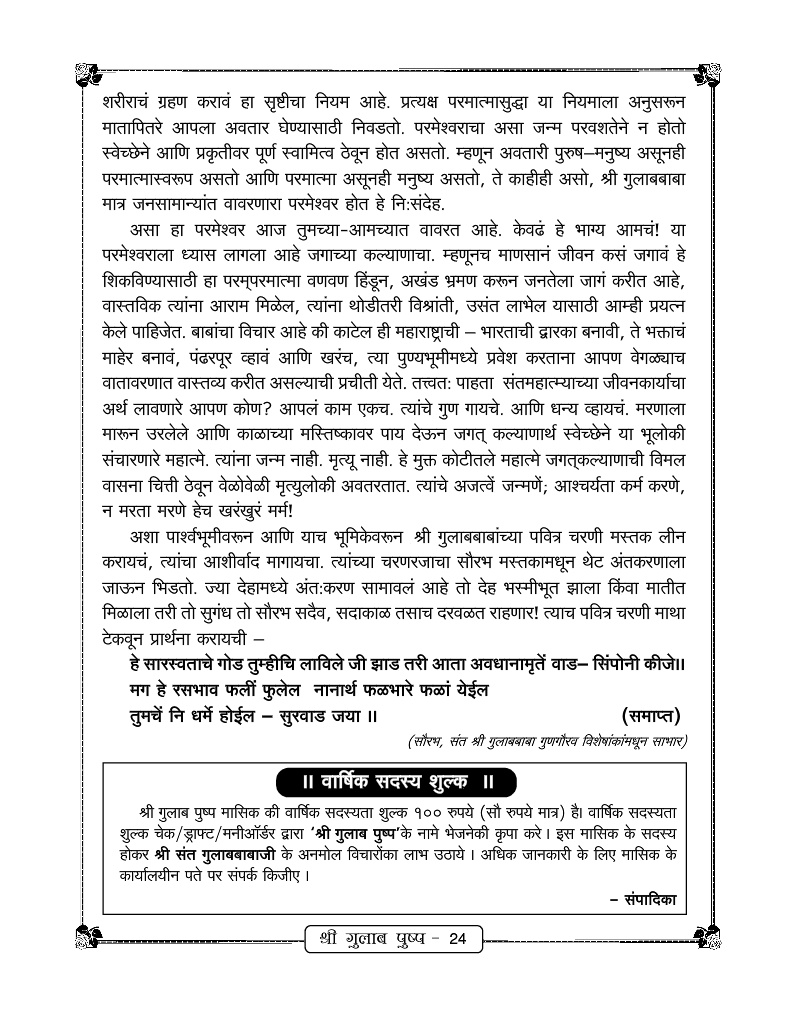 शरीराचं ग्रहण करावं हा सृष्टीचा नियम आहे. प्रत्यक्ष परमात्मासुद्धा या नियमाला अनुसरून
मातापितरे आपला अवतार घेण्यासाठी निवडतो. परमेश्वराचा असा जन्म परवशतेने न होतो
स्वेच्छेने आणि प्रकृतीवर पूर्ण स्वामित्व ठेवून होत असतो. म्हणून अवतारी पुरुष–मनुष्य असूनही
परमात्मास्वरूप असतो आणि परमात्मा असूनही मनुष्य असतो, ते काहीही असो, श्री गुलाबबाबा
मात्र जनसामान्यांत वावरणारा परमेश्वर होत हे नि:संदेह.
असा हा परमेश्वर आज तुमच्या-आमच्यात वावरत आहे. केवढं हे भाग्य आमचं! या
परमेश्वराला ध्यास लागला आहे जगाच्या कल्याणाचा. म्हणूनच माणसानं जीवन कसं जगावं हे
शिकविण्यासाठी हा परम्परमात्मा वणवण हिंडून, अखंड भ्रमण करून जनतेला जागं करीत आहे,
वास्तविक त्यांना आराम मिळेल, त्यांना थोडीतरी विश्रांती, उसंत लाभेल यासाठी आम्ही प्रयत्न
केले पाहिजेत. बाबांचा विचार आहे की काटेल ही महाराष्ट्राची – भारताची द्वारका बनावी, ते भक्ताचं
माहेर बनावं, पंढरपूर व्हावं आणि खरंच, त्या पुण्यभूमीमध्ये प्रवेश करताना आपण वेगळ्याच
वातावरणात वास्तव्य करीत असल्याची प्रचीती येते. तत्त्वत: पाहता संतमहात्म्याच्या जीवनकार्याचा
अर्थ लावणारे आपण कोण? आपलं काम एकच. त्यांचे गुण गायचे. आणि धन्य व्हायचं. मरणाला
मारून उरलेले आणि काळाच्या मस्तिष्कावर पाय देऊन जगत् कल्याणार्थ स्वेच्छेने या भूलोकी
संचारणारे महात्मे. त्यांना जन्म नाही. मृत्यू नाही. हे मुक्त कोटीतले महात्मे जगत्कल्याणाची विमल
वासना चित्ती ठेवून वेळोवेळी मृत्युलोकी अवतरतात. त्यांचे अजत्वें जन्मणें; आश्चर्यता कर्म करणे,
न मरता मरणे हेच खरंखुरं मर्म!
अशा पार्श्वभूमीवरून आणि याच भूमिकेवरून श्री गुलाबबाबांच्या पवित्र चरणी मस्तक लीन
करायचं, त्यांचा आशीर्वाद मागायचा. त्यांच्या चरणरजाचा सौरभ मस्तकामधून थेट अंतकरणाला
जाऊन भिडतो. ज्या देहामध्ये अंत:करण सामावलं आहे तो देह भस्मीभूत झाला किंवा मातीत
मिळाला तरी तो सुगंध तो सौरभ सदैव, सदाकाळ तसाच दरवळत राहणार! त्याच पवित्र चरणी माथा
टेकवून प्रार्थना करायची –
हे सारस्वताचे गोड तुम्हीचि लाविले जी झाड तरी आता अवधानामृतें वाड– सिंपोनी कीजे॥
मग हे रसभाव फलीं फुलेल नानार्थ फळभारे फळां येईल
तुमचें नि धर्मे होईल – सुरवाड जया ॥ (समाप्त)
(सौरभ, संत श्री गुलाबबाबा गुणगौरव विशेषांकांमधून साभार)
॥ वार्षिक सदस्य शुल्क ॥
श्री गुलाब पुष्प मासिक की वार्षिक सदस्यता शुल्क १०० रुपये (सौ रुपये मात्र) है। वार्षिक सदस्यता
शुल्क चेक/ड्राफ्ट/मनीऑर्डर द्वारा 'श्री गुलाब पुष्प'के नामे भेजनेकी कृपा करे। इस मासिक के सदस्य
होकर श्री संत गुलाबबाबाजी के अनमोल विचारोंका लाभ उठाये। अधिक जानकारी के लिए मासिक के
कार्यालयीन पते पर संपर्क किजीए।
– संपादिका
श्री गुलाब पुष्प - 24